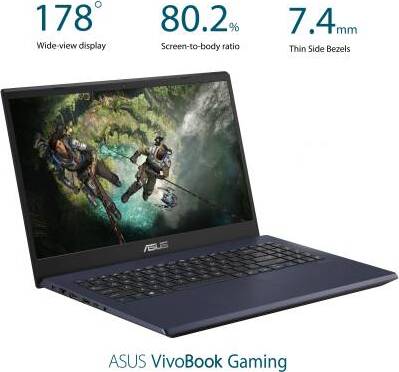 178° 80.2% 7.4mm
Wide-view display Screen-to-body ratio Thin Side Bezels
ASUS
ASUS VivoBook Gaming